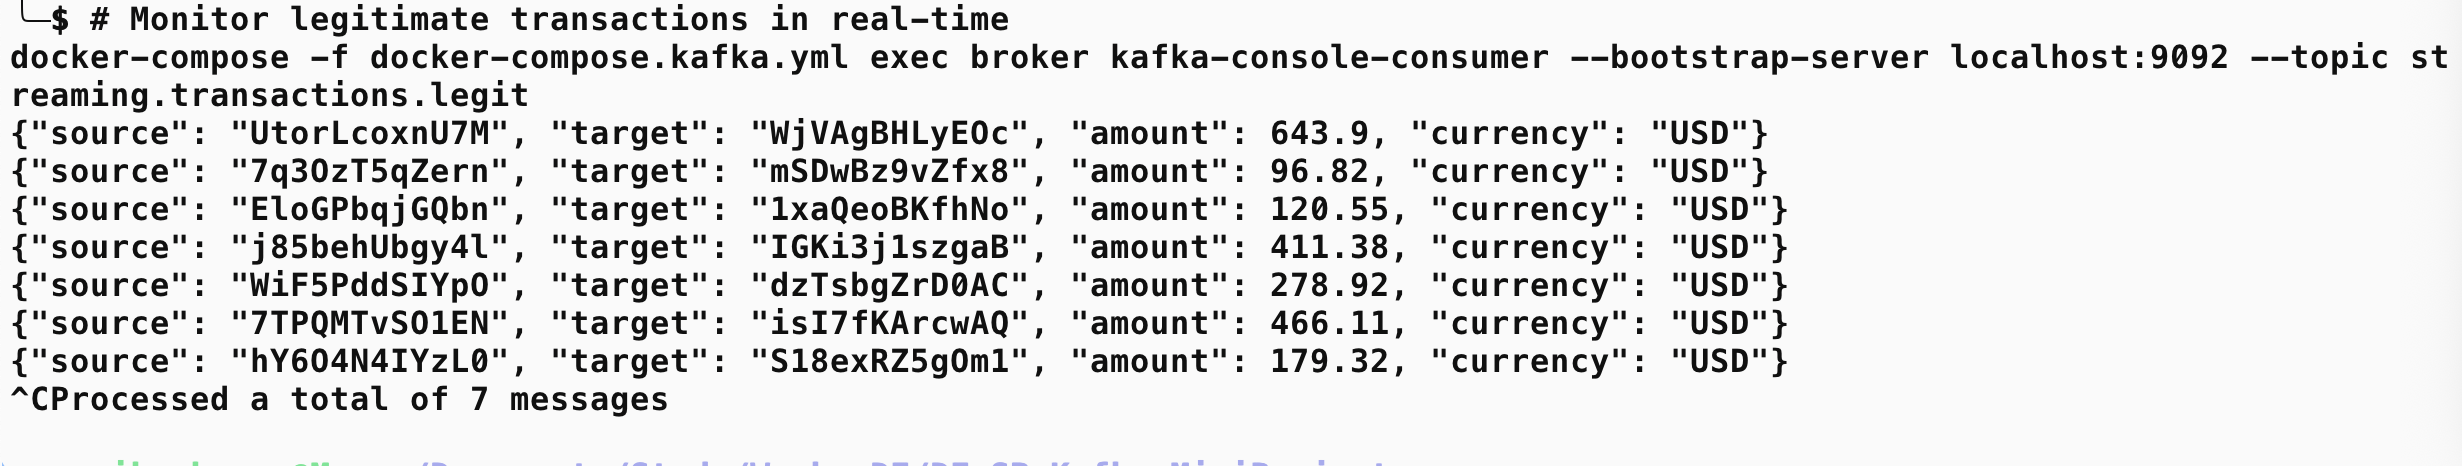 $ # Monitor legitimate transactions in real-time
docker-compose -f docker-compose.kafka.yml exec broker kafka-console-consumer --bootstrap-server localhost:9092 --topic st
reaming.transactions.legit
{"source": "UtorLcoxnU7M", "target": "WjVAgBHLyEOc", "amount": 643.9, "currency": "USD"}
{"source": "7q3OzT5qZern", "target": "mSDwBz9vZfx8", "amount": 96.82, "currency": "USD"}
{"source": "EloGPbqjGQbn", "target": "1xaQeoBKfhNo", "amount": 120.55, "currency": "USD"}
{"source": "j85behUbgy4l", "target": "IGKi3j1szgaB", "amount": 411.38, "currency": "USD"}
{"source": "WiF5PddSIYpO", "target": "dzTsbgZrD0AC", "amount": 278.92, "currency": "USD"}
{"source": "7TPQMTvSO1EN", "target": "isI7fKArcwAQ", "amount": 466.11, "currency": "USD"}
{"source": "hY6O4N4IYzL0", "target": "S18exRZ5gOm1", "amount": 179.32, "currency": "USD"}
^CProcessed a total of 7 messages